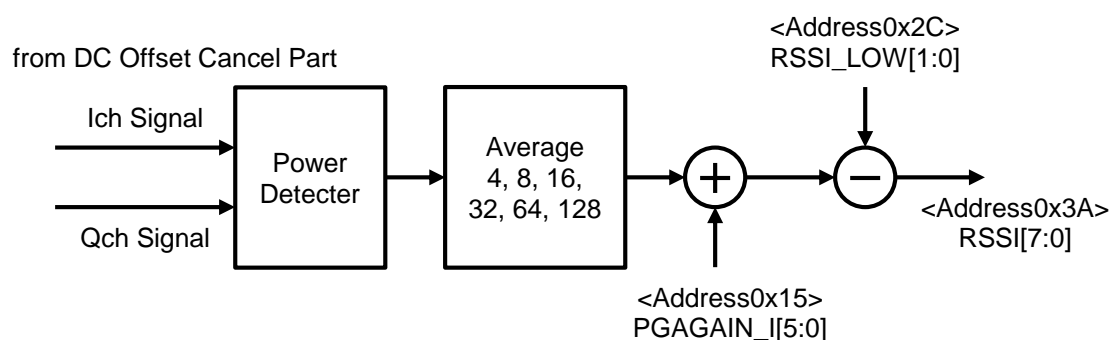 <Address0x2C>
RSSI_LOW[1:0]
from DC Offset Cancel Part
Ich Signal
Qch Signal
Power
Detecter
Average
4, 8, 16,
32, 64, 128
+
−
<Address0x3A>
RSSI[7:0]
<Address0x15>
PGAGAIN_I[5:0]